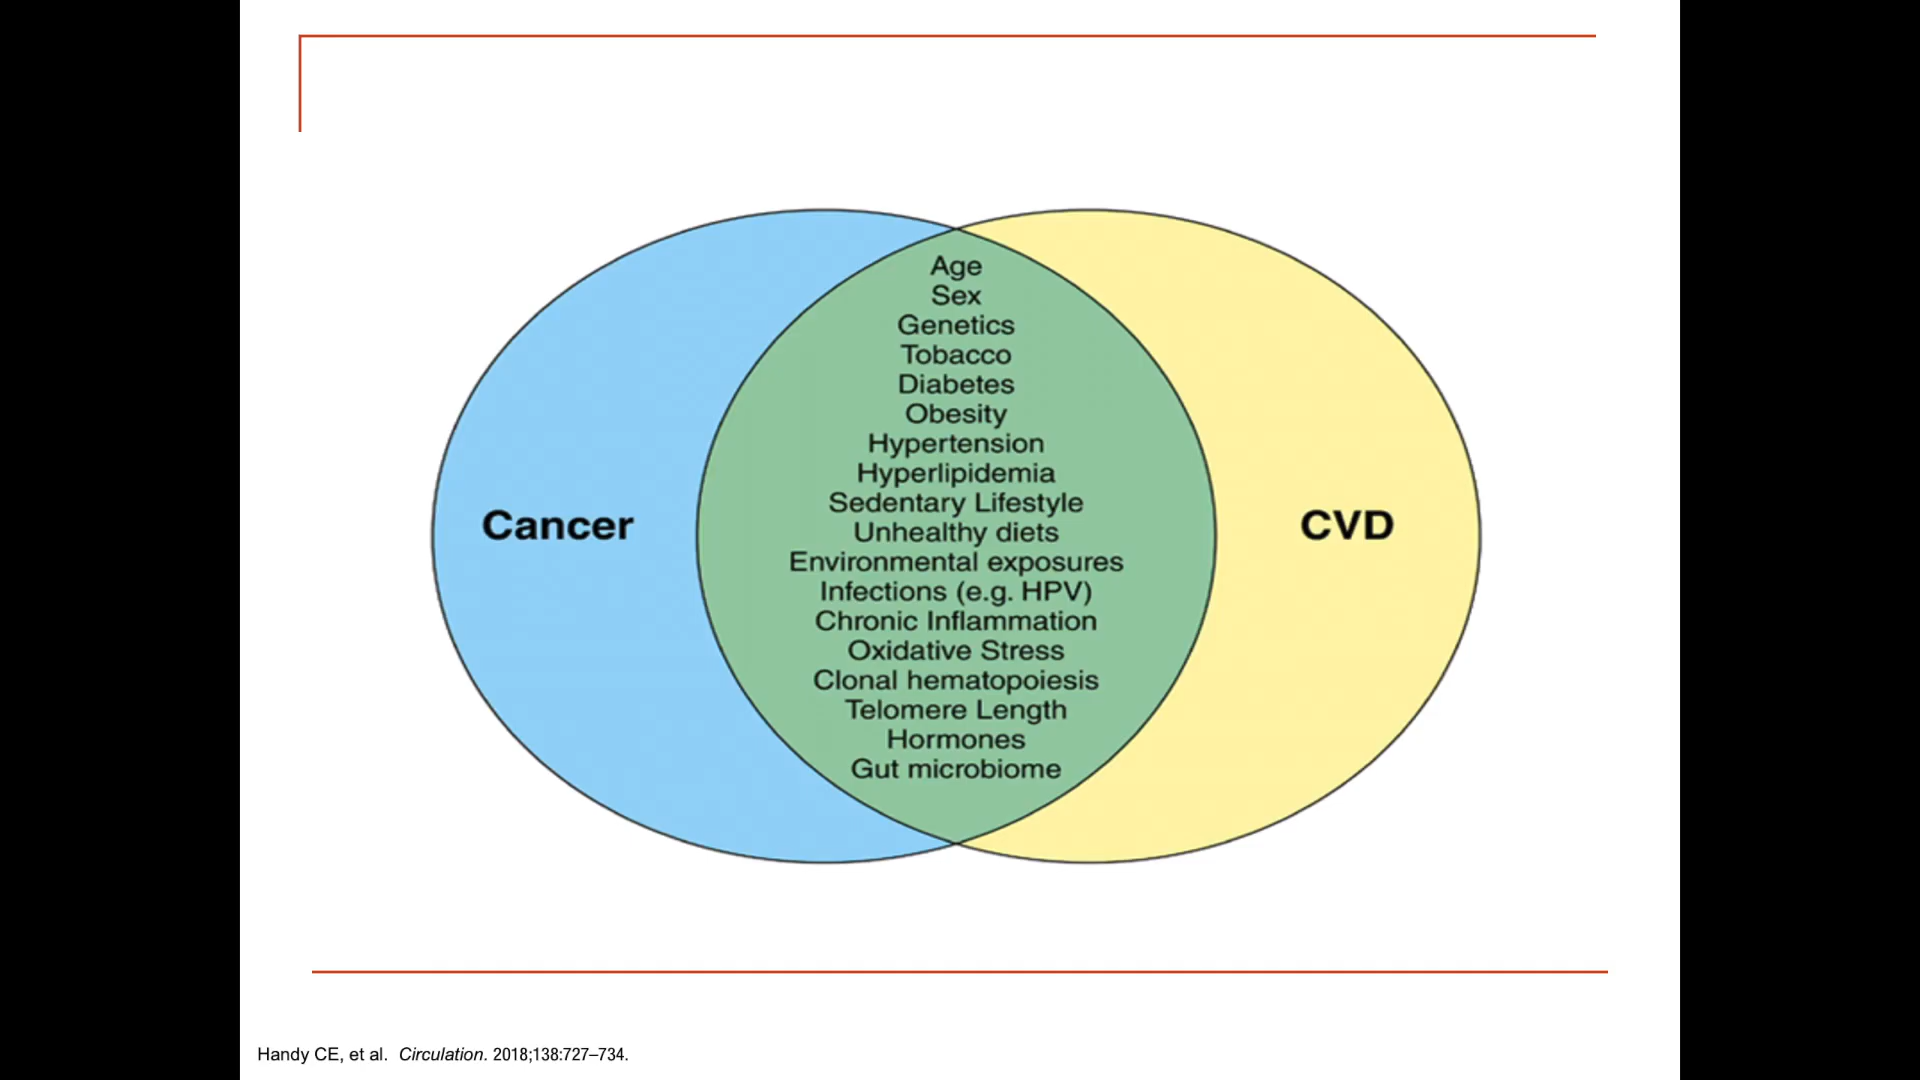 Age
Sex
Genetics
Tobacco
Diabetes
Obesity
Hypertension
Hyperlipidemia
Sedentary Lifestyle
Cancer
CVD
Unhealthy diets
Environmental exposures
Infections (e.g. HPV)
Chronic Inflammation
Oxidative Stress
Clonal hematopoiesis
Telomere Length
Hormones
Gut microbiome
Handy CE, et al. Circulation. 2018;138:727–734.